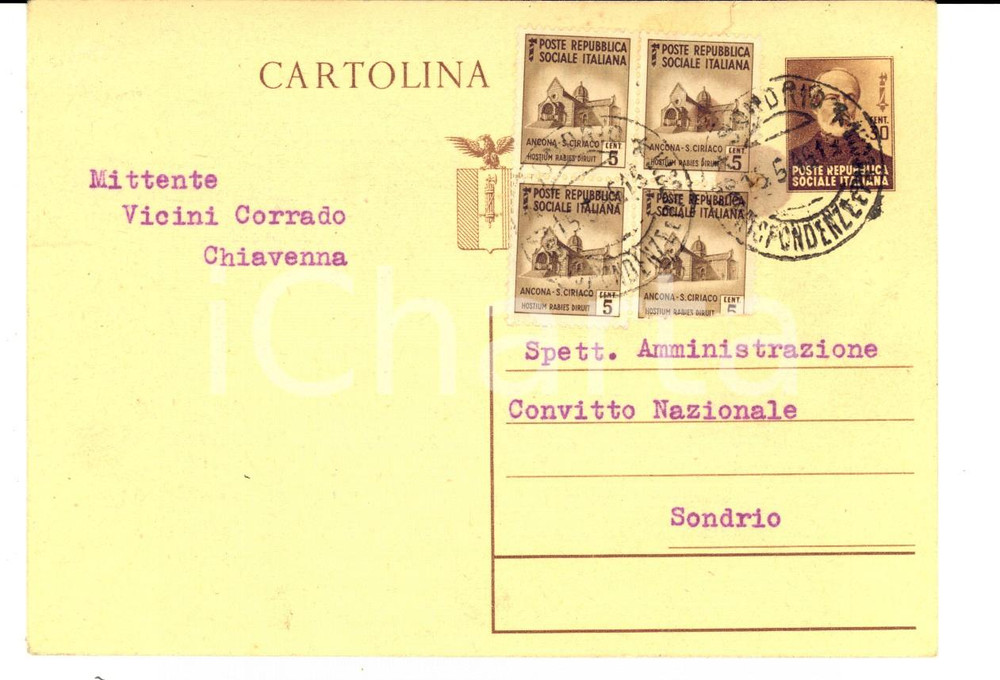 CARTOLINA
POSTE REPUBBLICA
SOCIALE ITALIANA
ANCONA-S. CIRIACO
HOSTIUM RABIES DIRUIT
CENT.
5
POSTE REPUBBLICA
SOCIALE ITALIANA
ANCONA-S. CIRIACO
HOSTIUM RABIES DIRUIT
CENT.
5
POSTE REPUBBLICA
SOCIALE ITALIANA
ANCONA-S. CIRIACO
HOSTIUM RABIES DIRUIT
CENT.
5
POSTE REPUBBLICA
SOCIALE ITALIANA
ANCONA-S. CIRIACO
HOSTIUM RABIES DIRUIT
CENT.
5
CENT.
30
POSTE REPUBBLICA
SOCIALE ITALIANA
Mittente
Vicini Corrado
Chiavenna
iCharta
Spett. Amministrazione
Convitto Nazionale
Sondrio